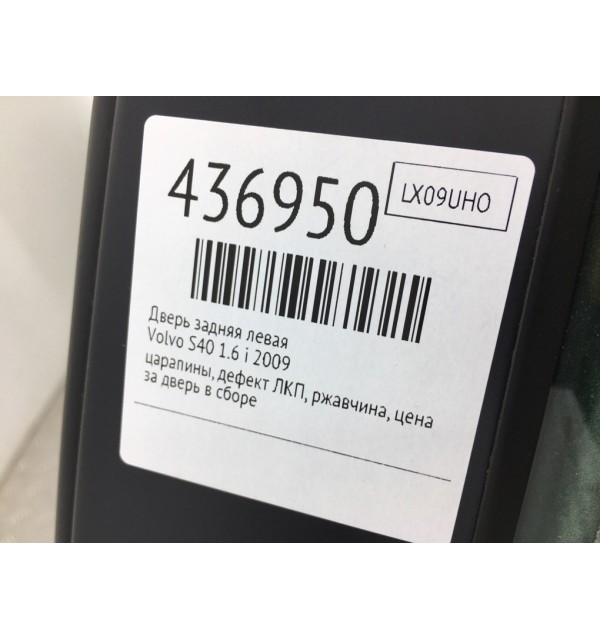 436950
LX09UHO
Дверь задняя левая
Volvo S40 1.6 i 2009
царапины, дефект ЛКП, ржавчина, цена
за дверь в сборе